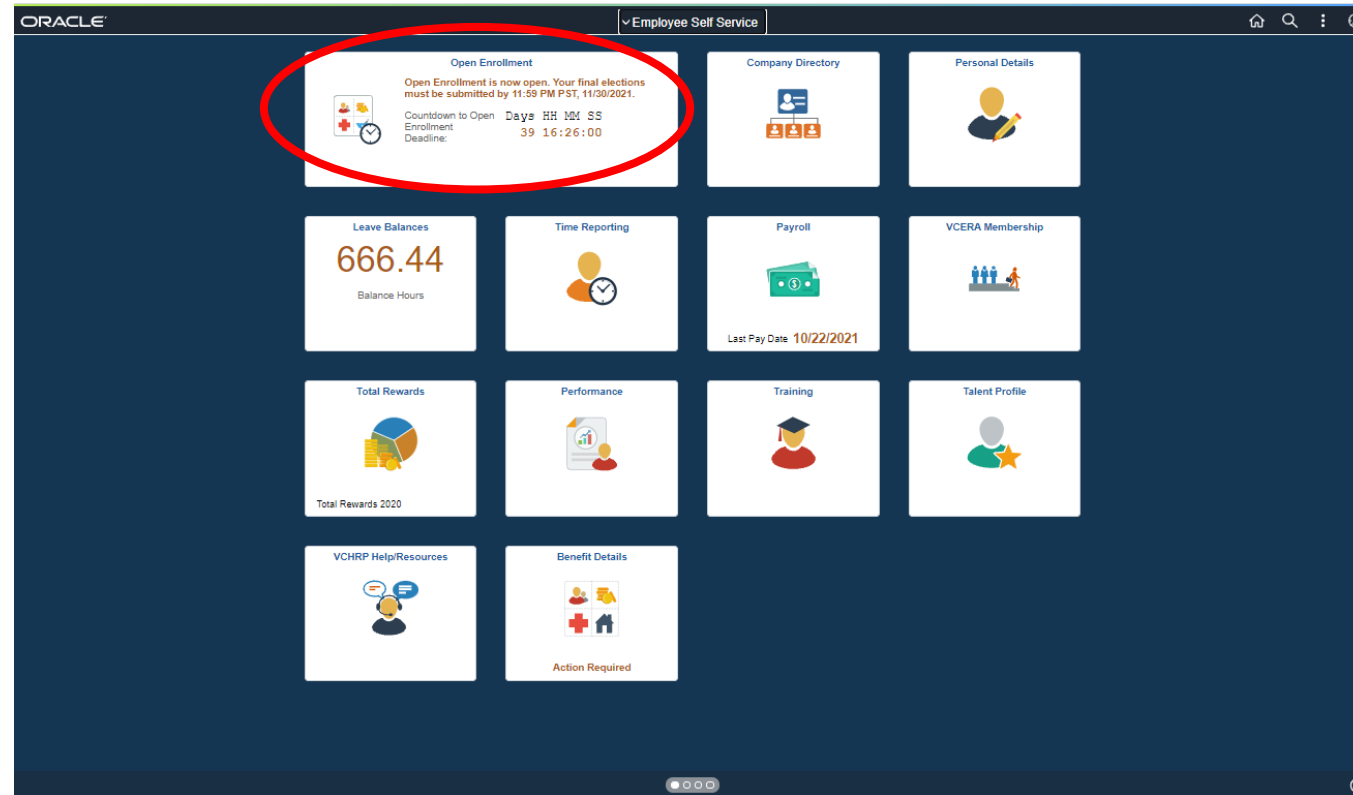 ORACLE
Employee Self Service
Open Enrollment
Open Enrollment is now open. Your final elections
must be submitted by 11:59 PM PST, 11/30/2021.
Countdown to Open
Enrollment
Deadline:
Days HH MM SS
39 16:26:00
Company Directory
Personal Details
Leave Balances
666.44
Balance Hours
Time Reporting
Payroll
Last Pay Date 10/22/2021
VCERA Membership
Total Rewards
Total Rewards 2020
Performance
Training
Talent Profile
VCHRP Help/Resources
Benefit Details
Action Required